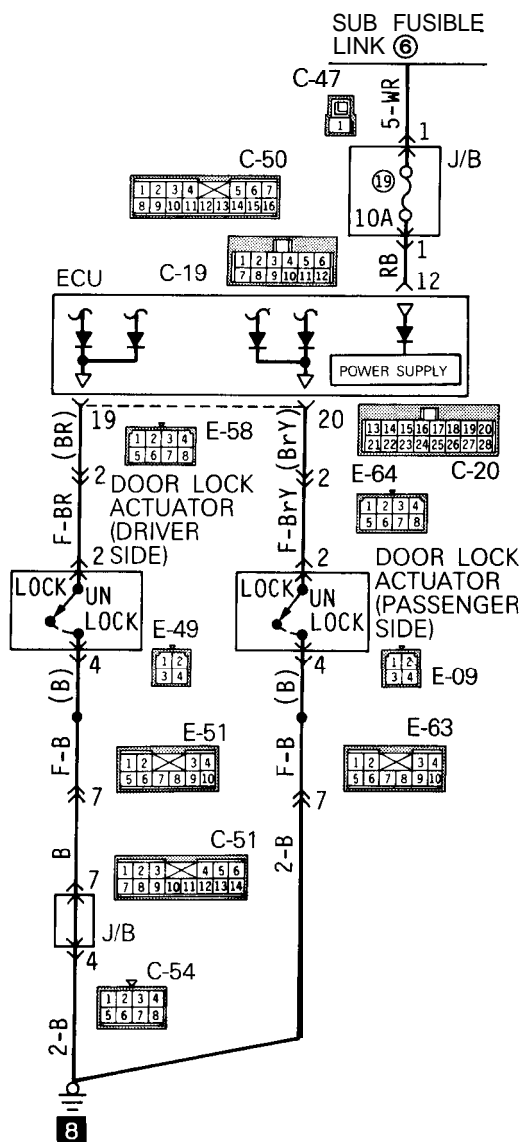 SUB FUSIBLE
LINK ⑥
C-47
1
5-WR
1
J/B
⑲
10A
1
RB
12
C-50
1 2 3 4 5 6 7
8 9 10 11 12 13 14 15 16
C-19
1 2 3 4 5 6
7 8 9 10 11 12
ECU
POWER SUPPLY
19
20
(BR)
(BrY)
E-58
1 2 3 4
5 6 7 8
13 14 15 16 17 18 19 20
21 22 23 24 25 26 27 28
C-20
2
2
E-64
1 2 3 4
5 6 7 8
F-BR
F-BrY
DOOR LOCK
ACTUATOR
(DRIVER
SIDE)
2
2
DOOR LOCK
ACTUATOR
(PASSENGER
SIDE)
LOCK
UN
LOCK
LOCK
UN
LOCK
4
4
E-49
1 2
3 4
1 2
3 4
E-09
(B)
(B)
E-51
1 2 3 4
5 6 7 8 9 10
E-63
1 2 3 4
5 6 7 8 9 10
F-B
F-B
7
7
B
2-B
C-51
1 2 3 4 5 6
7 8 9 10 11 12 13 14
7
J/B
4
C-54
1 2 3 4
5 6 7 8
2-B
8